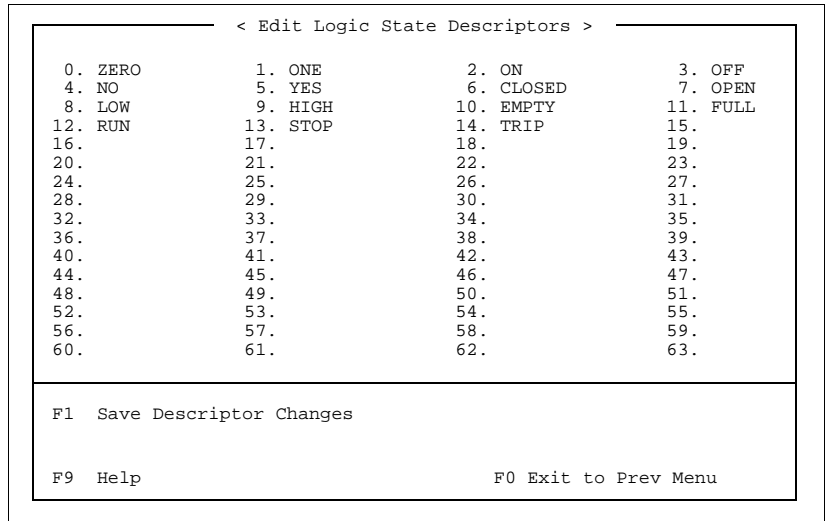 < Edit Logic State Descriptors >
0. ZERO 1. ONE 2. ON 3. OFF
4. NO 5. YES 6. CLOSED 7. OPEN
8. LOW 9. HIGH 10. EMPTY 11. FULL
12. RUN 13. STOP 14. TRIP 15.
16. 17. 18. 19.
20. 21. 22. 23.
24. 25. 26. 27.
28. 29. 30. 31.
32. 33. 34. 35.
36. 37. 38. 39.
40. 41. 42. 43.
44. 45. 46. 47.
48. 49. 50. 51.
52. 53. 54. 55.
56. 57. 58. 59.
60. 61. 62. 63.
F1 Save Descriptor Changes
F9 Help F0 Exit to Prev Menu